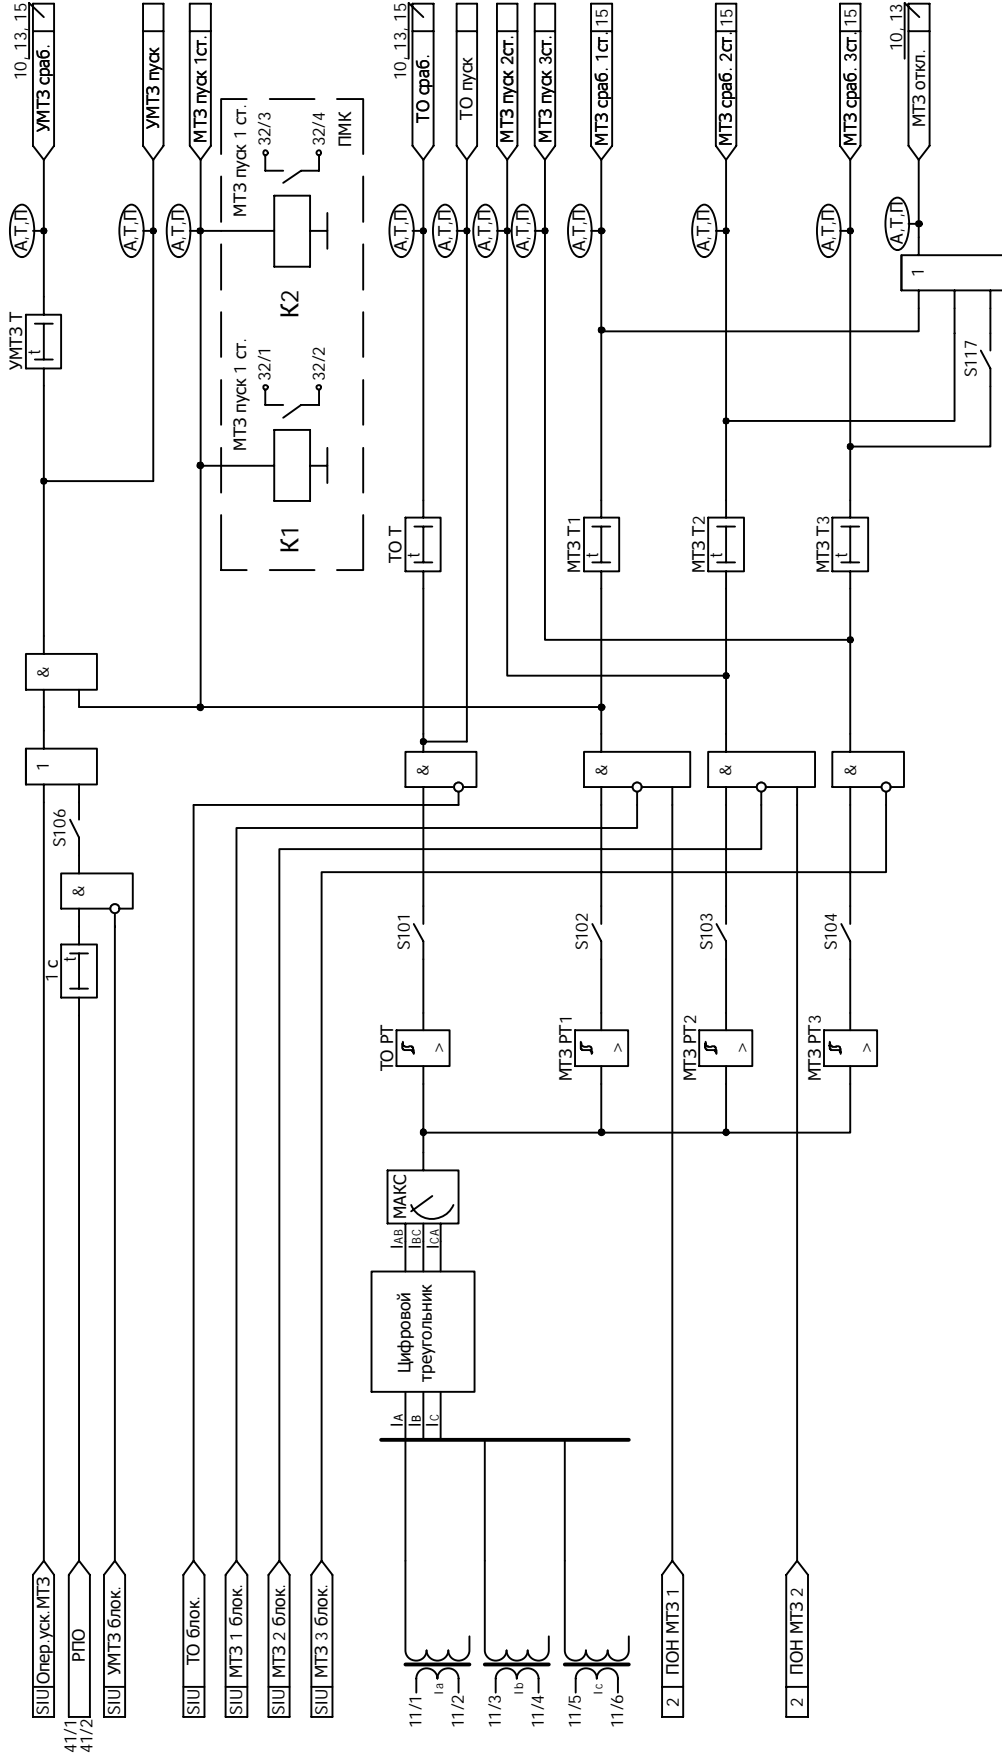 SIU Опер.уск.МТЗ
41/1
41/2
РПО
SIU УМТЗ блок.
SIU ТО блок.
SIU МТЗ 1 блок.
SIU МТЗ 2 блок.
SIU МТЗ 3 блок.
11/1
Ia
11/2
11/3
Ib
11/4
11/5
Ic
11/6
2 ПОН МТЗ 1
2 ПОН МТЗ 2
IA
IB
IC
Цифровой
треугольник
IAB
IBC
ICA
МАКС
ТО РТ
>
МТЗ РТ1
>
МТЗ РТ2
>
МТЗ РТ3
>
1 с
t
&
S106
1
&
S101
S102
S103
S104
&
&
&
&
УМТЗ Т
t
ТО Т
t
МТЗ Т1
t
МТЗ Т2
t
МТЗ Т3
t
К1
МТЗ пуск 1 ст.
32/1
32/2
К2
МТЗ пуск 1 ст.
32/3
32/4
ПМК
S117
1
А,Т,П
А,Т,П
А,Т,П
А,Т,П
А,Т,П
А,Т,П
А,Т,П
А,Т,П
А,Т,П
А,Т,П
А,Т,П
УМТЗ сраб.
10, 13, 15
УМТЗ пуск
МТЗ пуск 1ст.
ТО сраб.
10, 13, 15
ТО пуск
МТЗ пуск 2ст.
МТЗ пуск 3ст.
МТЗ сраб. 1ст. 15
МТЗ сраб. 2ст. 15
МТЗ сраб. 3ст. 15
МТЗ откл.
10, 13